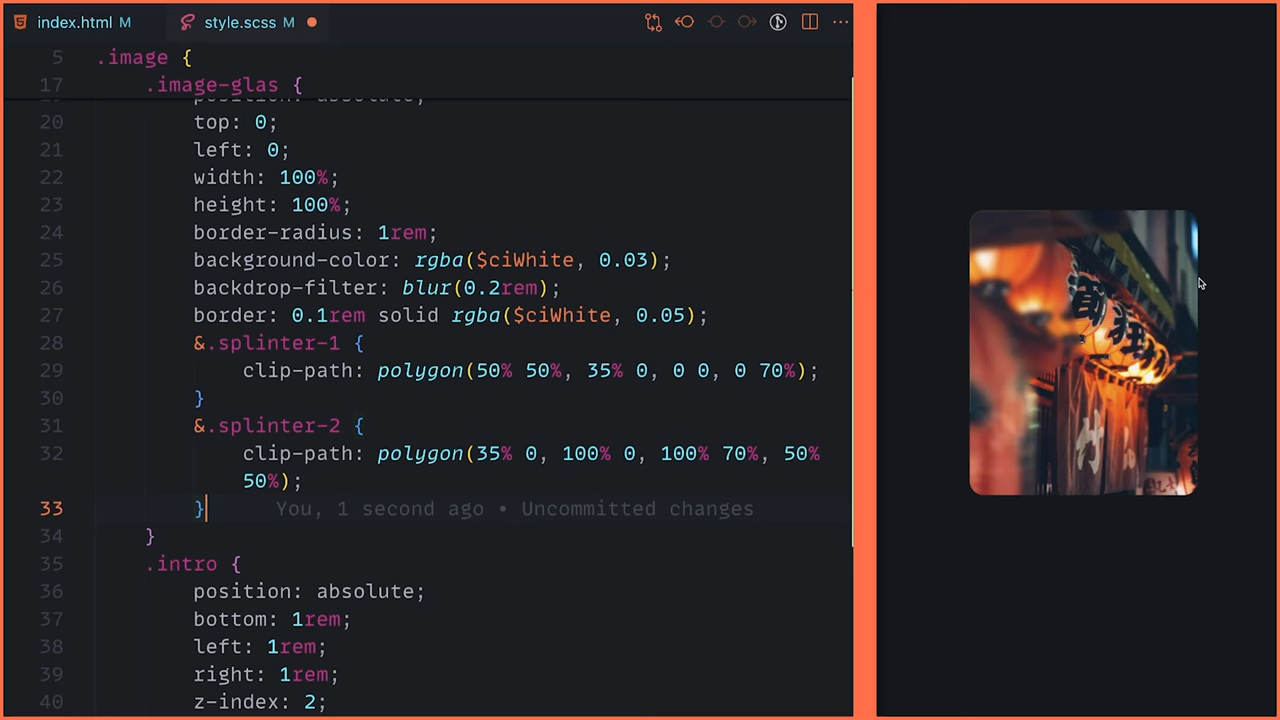 index.html M
style.scss M
5 .image {
17 .image-glas {
position: absolute;
20 top: 0;
21 left: 0;
22 width: 100%;
23 height: 100%;
24 border-radius: 1rem;
25 background-color: rgba($ciWhite, 0.03);
26 backdrop-filter: blur(0.2rem);
27 border: 0.1rem solid rgba($ciWhite, 0.05);
28 &.splinter-1 {
29 clip-path: polygon(50% 50%, 35% 0, 0 0, 0 70%);
30 }
31 &.splinter-2 {
32 clip-path: polygon(35% 0, 100% 0, 100% 70%, 50%
50%);
33 } You, 1 second ago • Uncommitted changes
34 }
35 .intro {
36 position: absolute;
37 bottom: 1rem;
38 left: 1rem;
39 right: 1rem;
40 z-index: 2;
竹